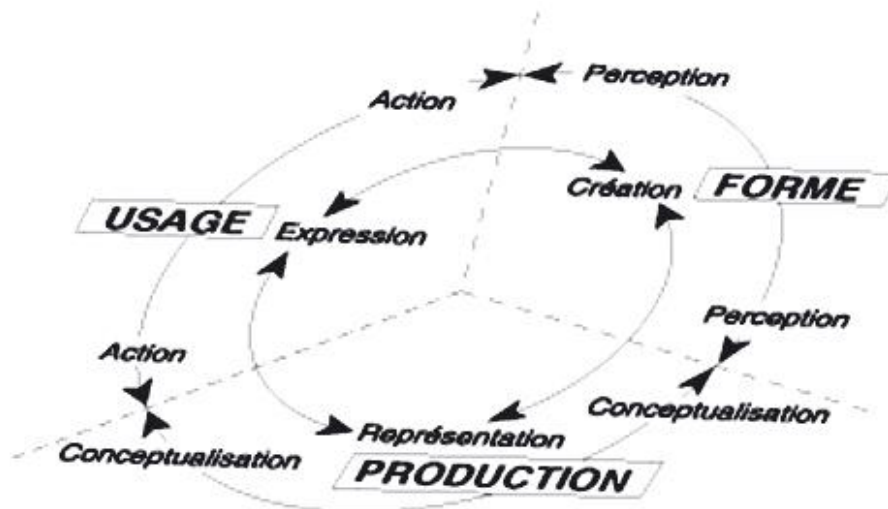 Perception
Action
Création
FORME
USAGE
Expression
Perception
Action
Conceptualisation
Représentation
Conceptualisation
PRODUCTION